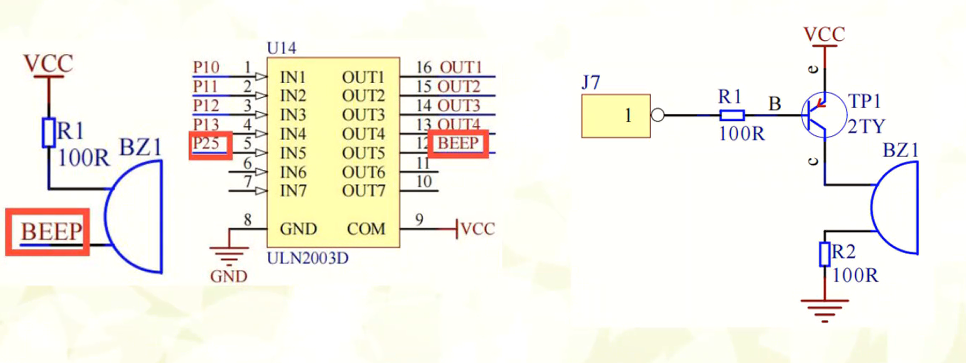 VCC
R1
100R
BZ1
BEEP
U14
P10 1 IN1 OUT1 16 OUT1
P11 2 IN2 OUT2 15 OUT2
P12 3 IN3 OUT3 14 OUT3
P13 4 IN4 OUT4 13 OUT4
P25 5 IN5 OUT5 12 BEEP
6 IN6 OUT6 11
7 IN7 OUT7 10
8 GND COM 9 VCC
GND
ULN2003D
VCC
e
J7
1
R1
100R
B
TP1
2TY
c
BZ1
R2
100R